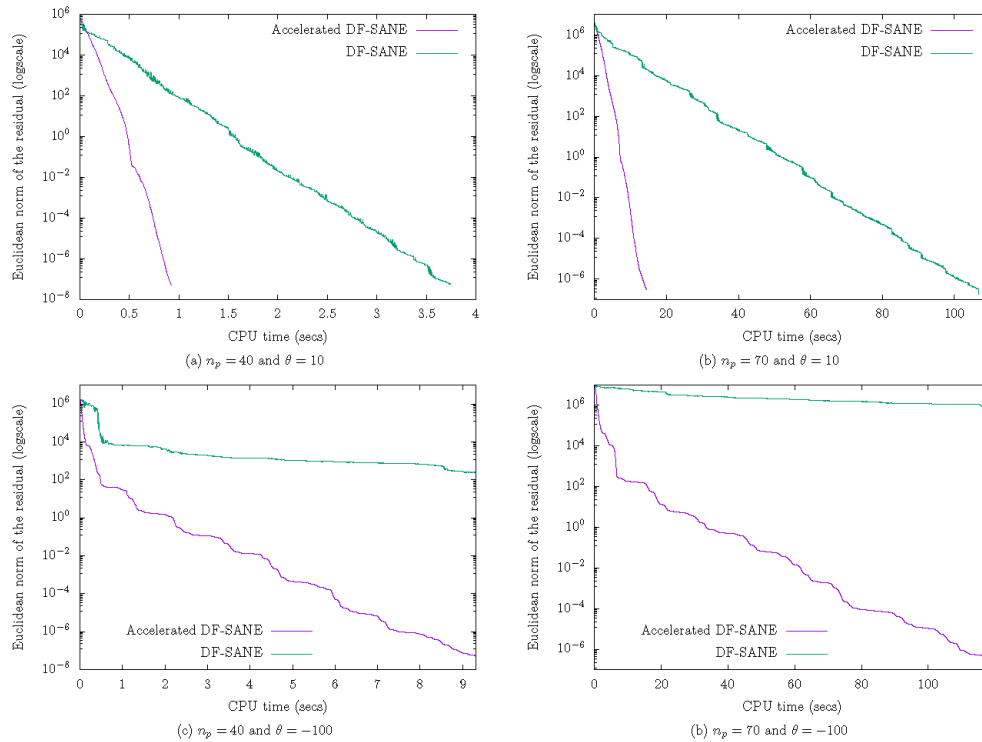 Euclidean norm of the residual (logscale)
10^6
10^4
10^2
10^0
10^-2
10^-4
10^-6
10^-8
Accelerated DF-SANE
DF-SANE
0 0.5 1 1.5 2 2.5 3 3.5 4
CPU time (secs)
(a) n_p = 40 and θ = 10
Euclidean norm of the residual (logscale)
10^6
10^4
10^2
10^0
10^-2
10^-4
10^-6
Accelerated DF-SANE
DF-SANE
0 20 40 60 80 100
CPU time (secs)
(b) n_p = 70 and θ = 10
Euclidean norm of the residual (logscale)
10^6
10^4
10^2
10^0
10^-2
10^-4
10^-6
10^-8
Accelerated DF-SANE
DF-SANE
0 1 2 3 4 5 6 7 8 9
CPU time (secs)
(c) n_p = 40 and θ = −100
Euclidean norm of the residual (logscale)
10^6
10^4
10^2
10^0
10^-2
10^-4
10^-6
Accelerated DF-SANE
DF-SANE
0 20 40 60 80 100
CPU time (secs)
(b) n_p = 70 and θ = −100